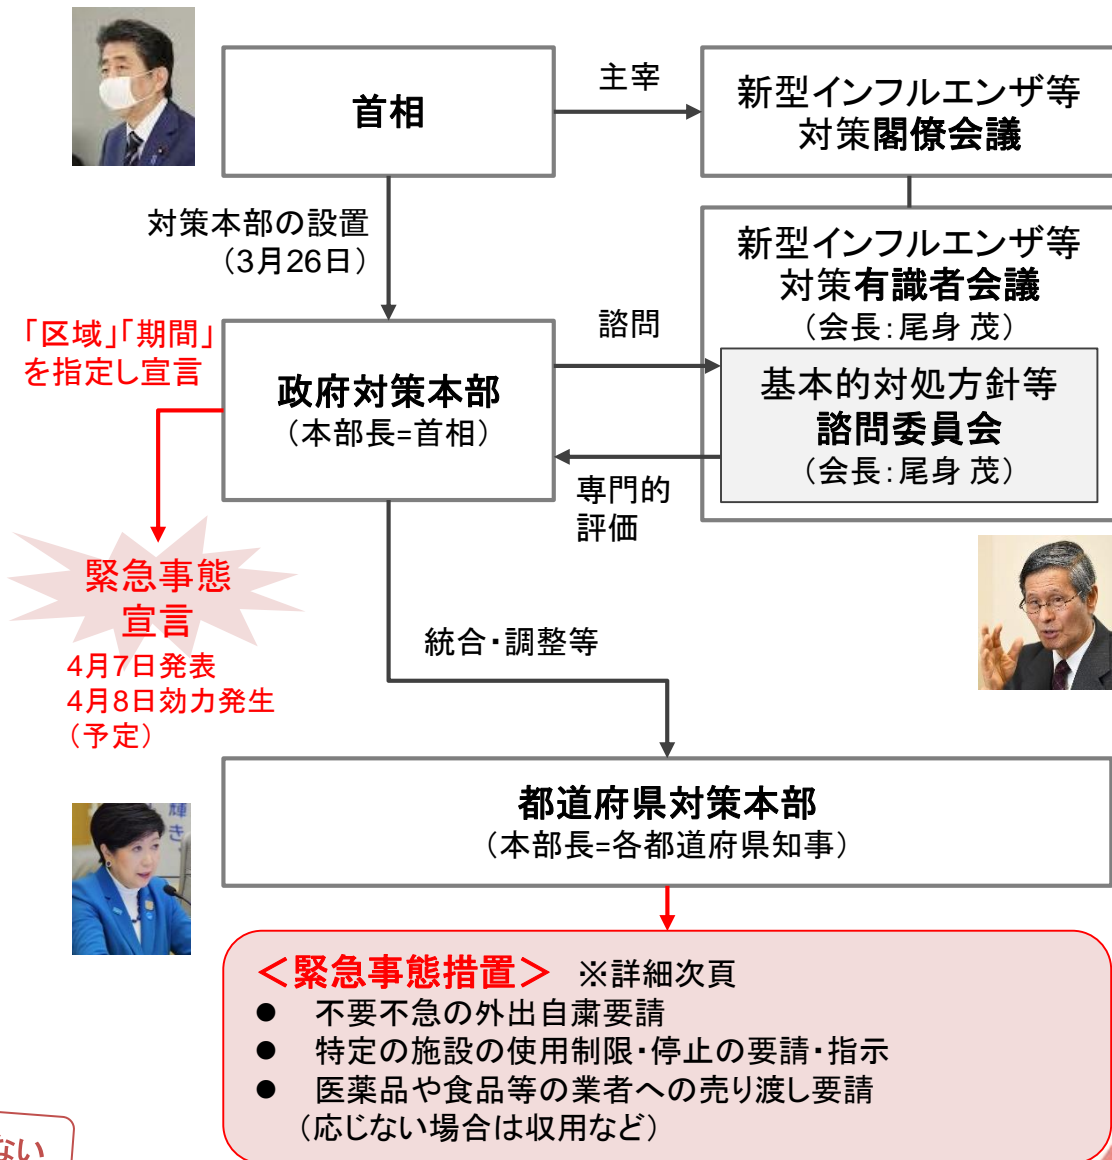 首相
主宰
新型インフルエンザ等
対策閣僚会議
対策本部の設置
（3月26日）
新型インフルエンザ等
対策有識者会議
（会長：尾身 茂）
「区域」「期間」
を指定し宣言
政府対策本部
（本部長=首相）
諮問
基本的対処方針等
諮問委員会
（会長：尾身 茂）
専門的
評価
緊急事態
宣言
4月7日発表
4月8日効力発生
（予定）
統合・調整等
都道府県対策本部
（本部長=各都道府県知事）
輝き
＜緊急事態措置＞ ※詳細次頁
● 不要不急の外出自粛要請
● 特定の施設の使用制限・停止の要請・指示
● 医薬品や食品等の業者への売り渡し要請
（応じない場合は収用など）
ない